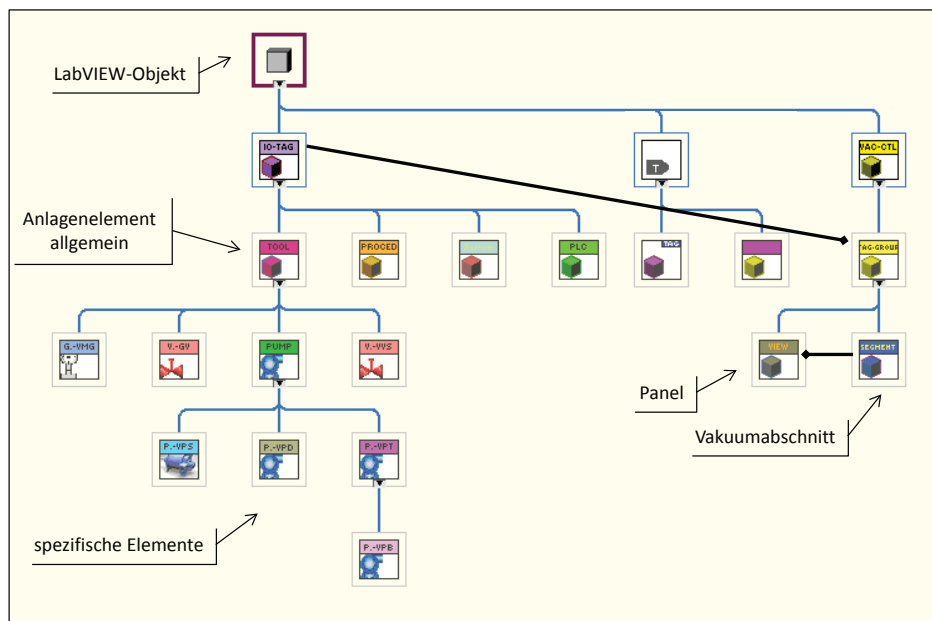 LabVIEW-Objekt
IO-TAG
T
VAC-CTL
Anlagenelement
allgemein
TOOL
PROCED
PLC
TAG
TAG-GROUP
G.-VMG
V.-GV
PUMP
V.-VVS
VIEW
SEGMENT
Panel
Vakuumabschnitt
P.-VPS
P.-VPD
P.-VPT
spezifische Elemente
P.-VPB